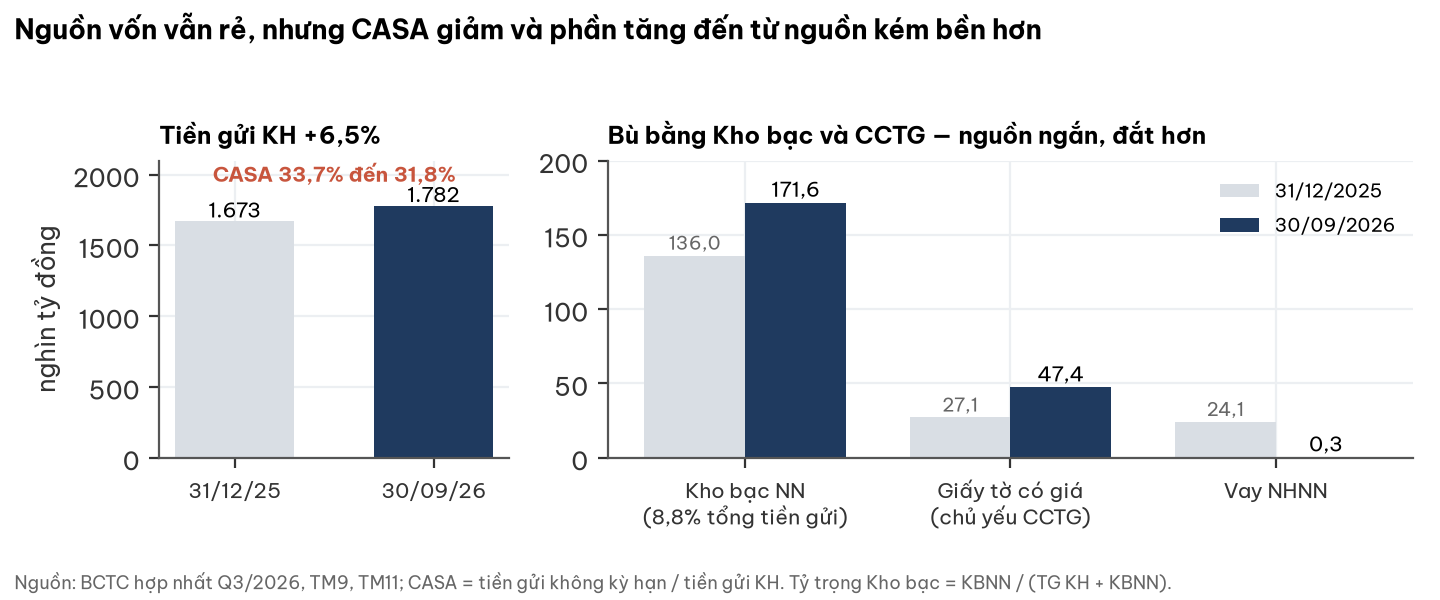 Nguồn vốn vẫn rẻ, nhưng CASA giảm và phần tăng đến từ nguồn kém bền hơn
Tiền gửi KH +6,5%
CASA 33,7% đến 31,8%
nghìn tỷ đồng
2000
1500
1000
500
0
1.673
1.782
31/12/25
30/09/26
Bù bằng Kho bạc và CCTG — nguồn ngắn, đắt hơn
200
150
100
50
0
31/12/2025
30/09/2026
136,0
171,6
27,1
47,4
24,1
0,3
Kho bạc NN
(8,8% tổng tiền gửi)
Giấy tờ có giá
(chủ yếu CCTG)
Vay NHNN
Nguồn: BCTC hợp nhất Q3/2026, TM9, TM11; CASA = tiền gửi không kỳ hạn / tiền gửi KH. Tỷ trọng Kho bạc = KBNN / (TG KH + KBNN).